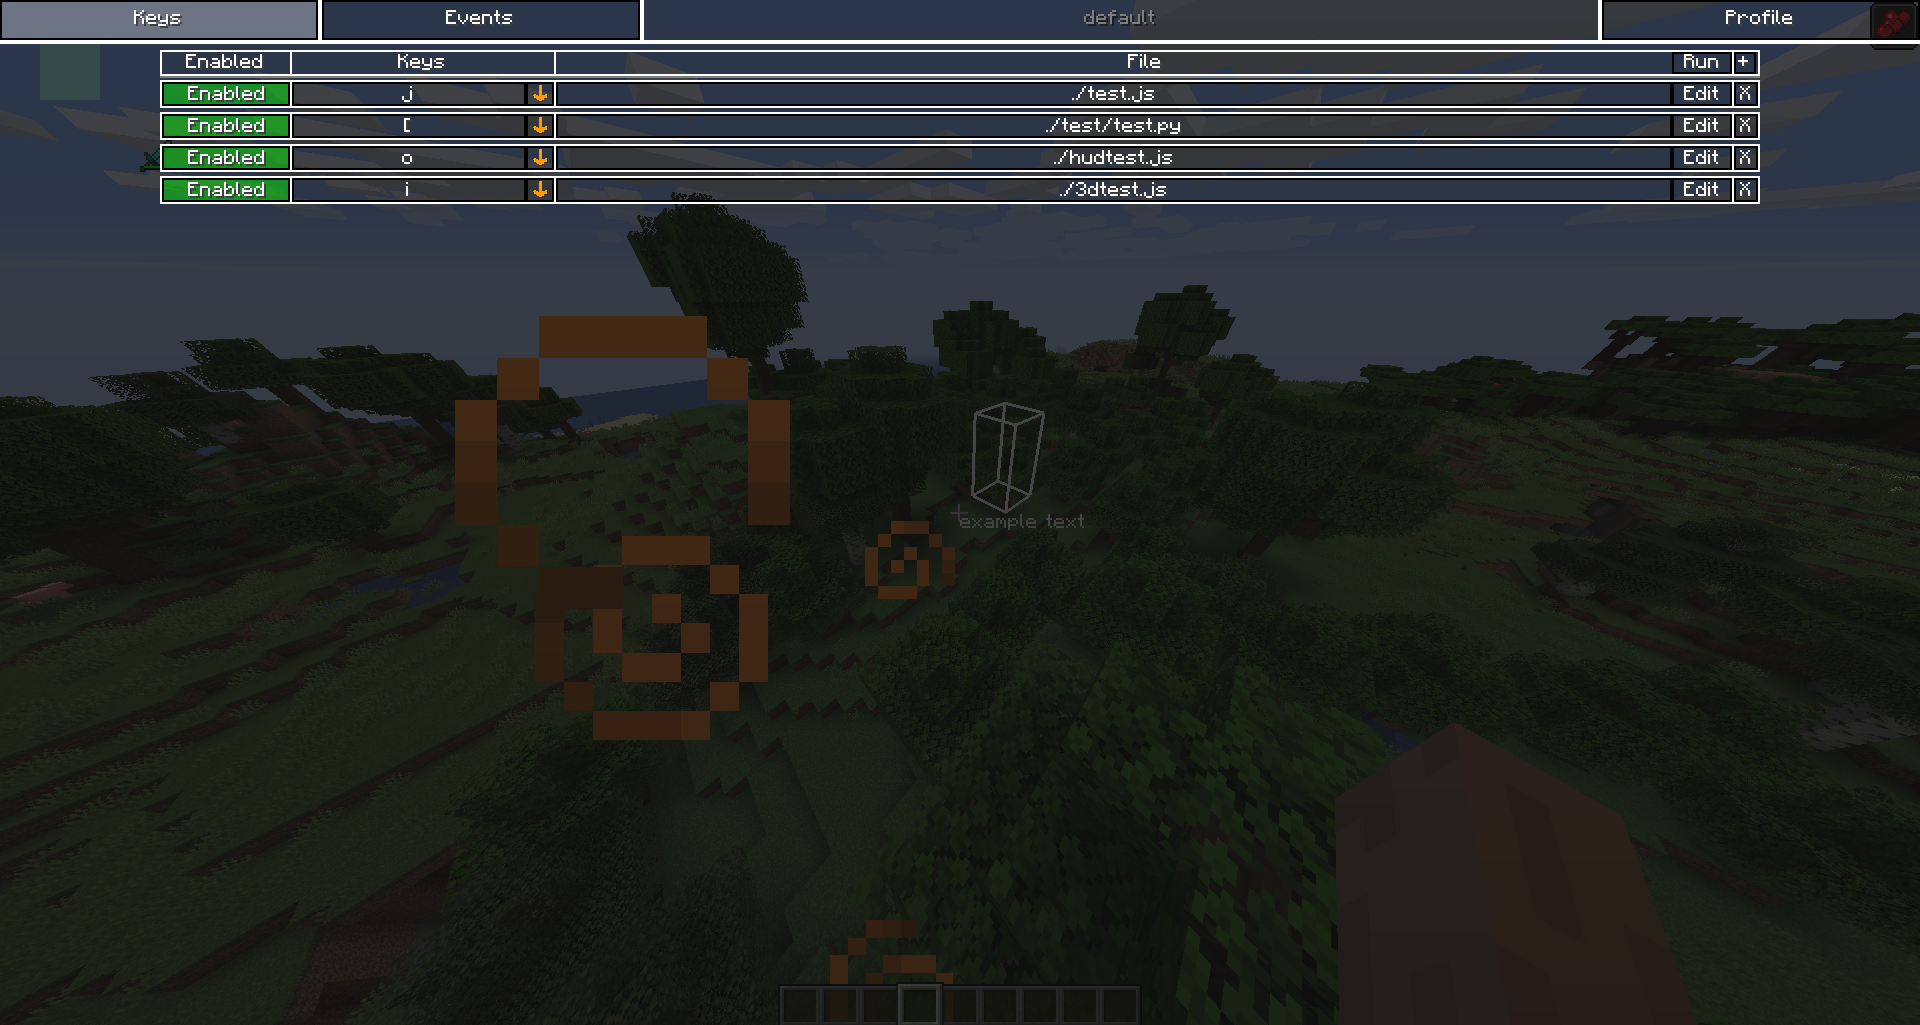 Keys Events default Profile
Enabled Keys File Run +
Enabled j ./test.js Edit X
Enabled [ ./test/test.py Edit X
Enabled o ./hudtest.js Edit X
Enabled i ./3dtest.js Edit X
example text